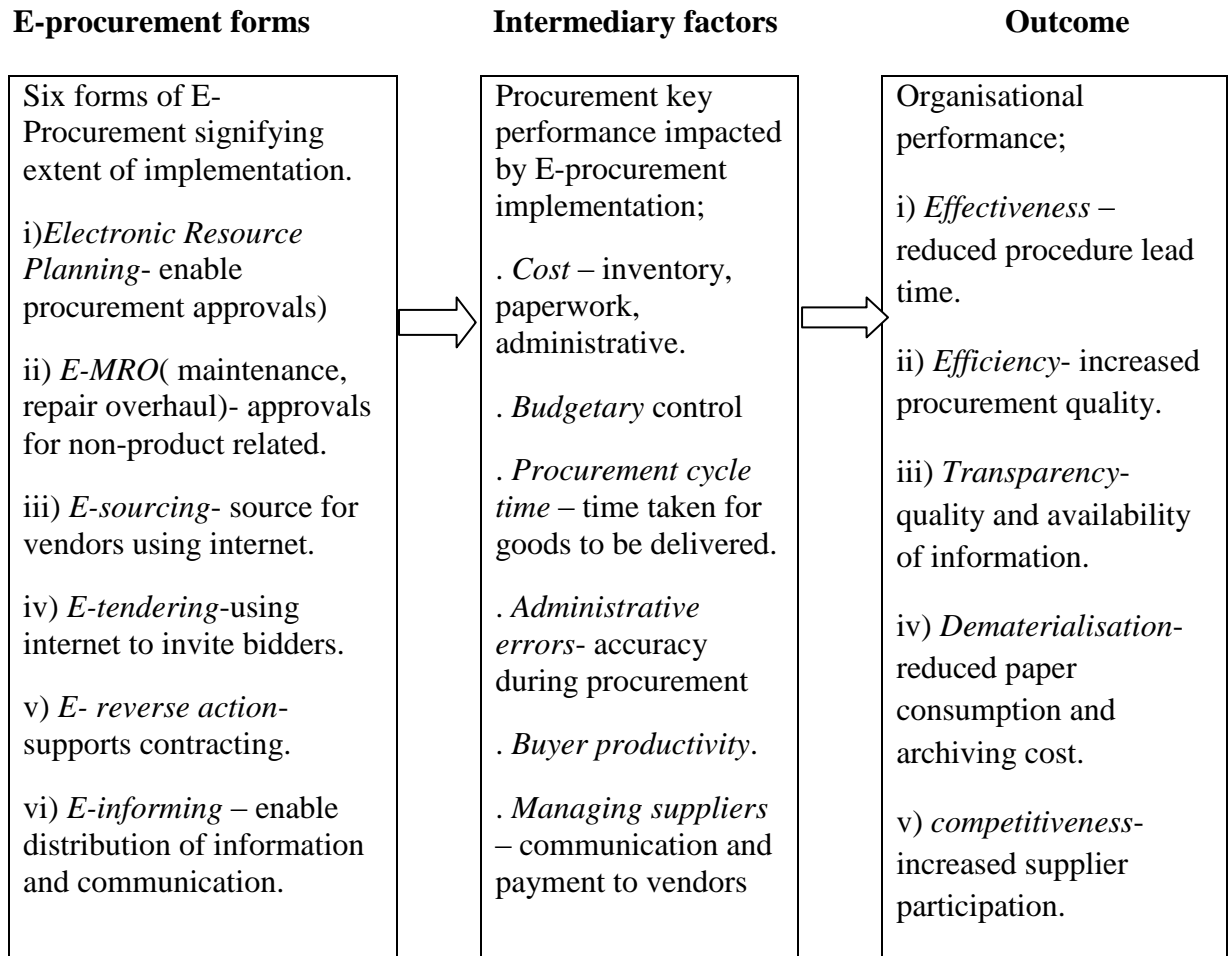 E-procurement forms
Intermediary factors
Outcome
Six forms of E-
Procurement signifying
extent of implementation.
i)Electronic Resource
Planning- enable
procurement approvals)
ii) E-MRO( maintenance,
repair overhaul)- approvals
for non-product related.
iii) E-sourcing- source for
vendors using internet.
iv) E-tendering-using
internet to invite bidders.
v) E- reverse action-
supports contracting.
vi) E-informing – enable
distribution of information
and communication.
Procurement key
performance impacted
by E-procurement
implementation;
. Cost – inventory,
paperwork,
administrative.
. Budgetary control
. Procurement cycle
time – time taken for
goods to be delivered.
. Administrative
errors- accuracy
during procurement
. Buyer productivity.
. Managing suppliers
– communication and
payment to vendors
Organisational
performance;
i) Effectiveness –
reduced procedure lead
time.
ii) Efficiency- increased
procurement quality.
iii) Transparency-
quality and availability
of information.
iv) Dematerialisation-
reduced paper
consumption and
archiving cost.
v) competitiveness-
increased supplier
participation.